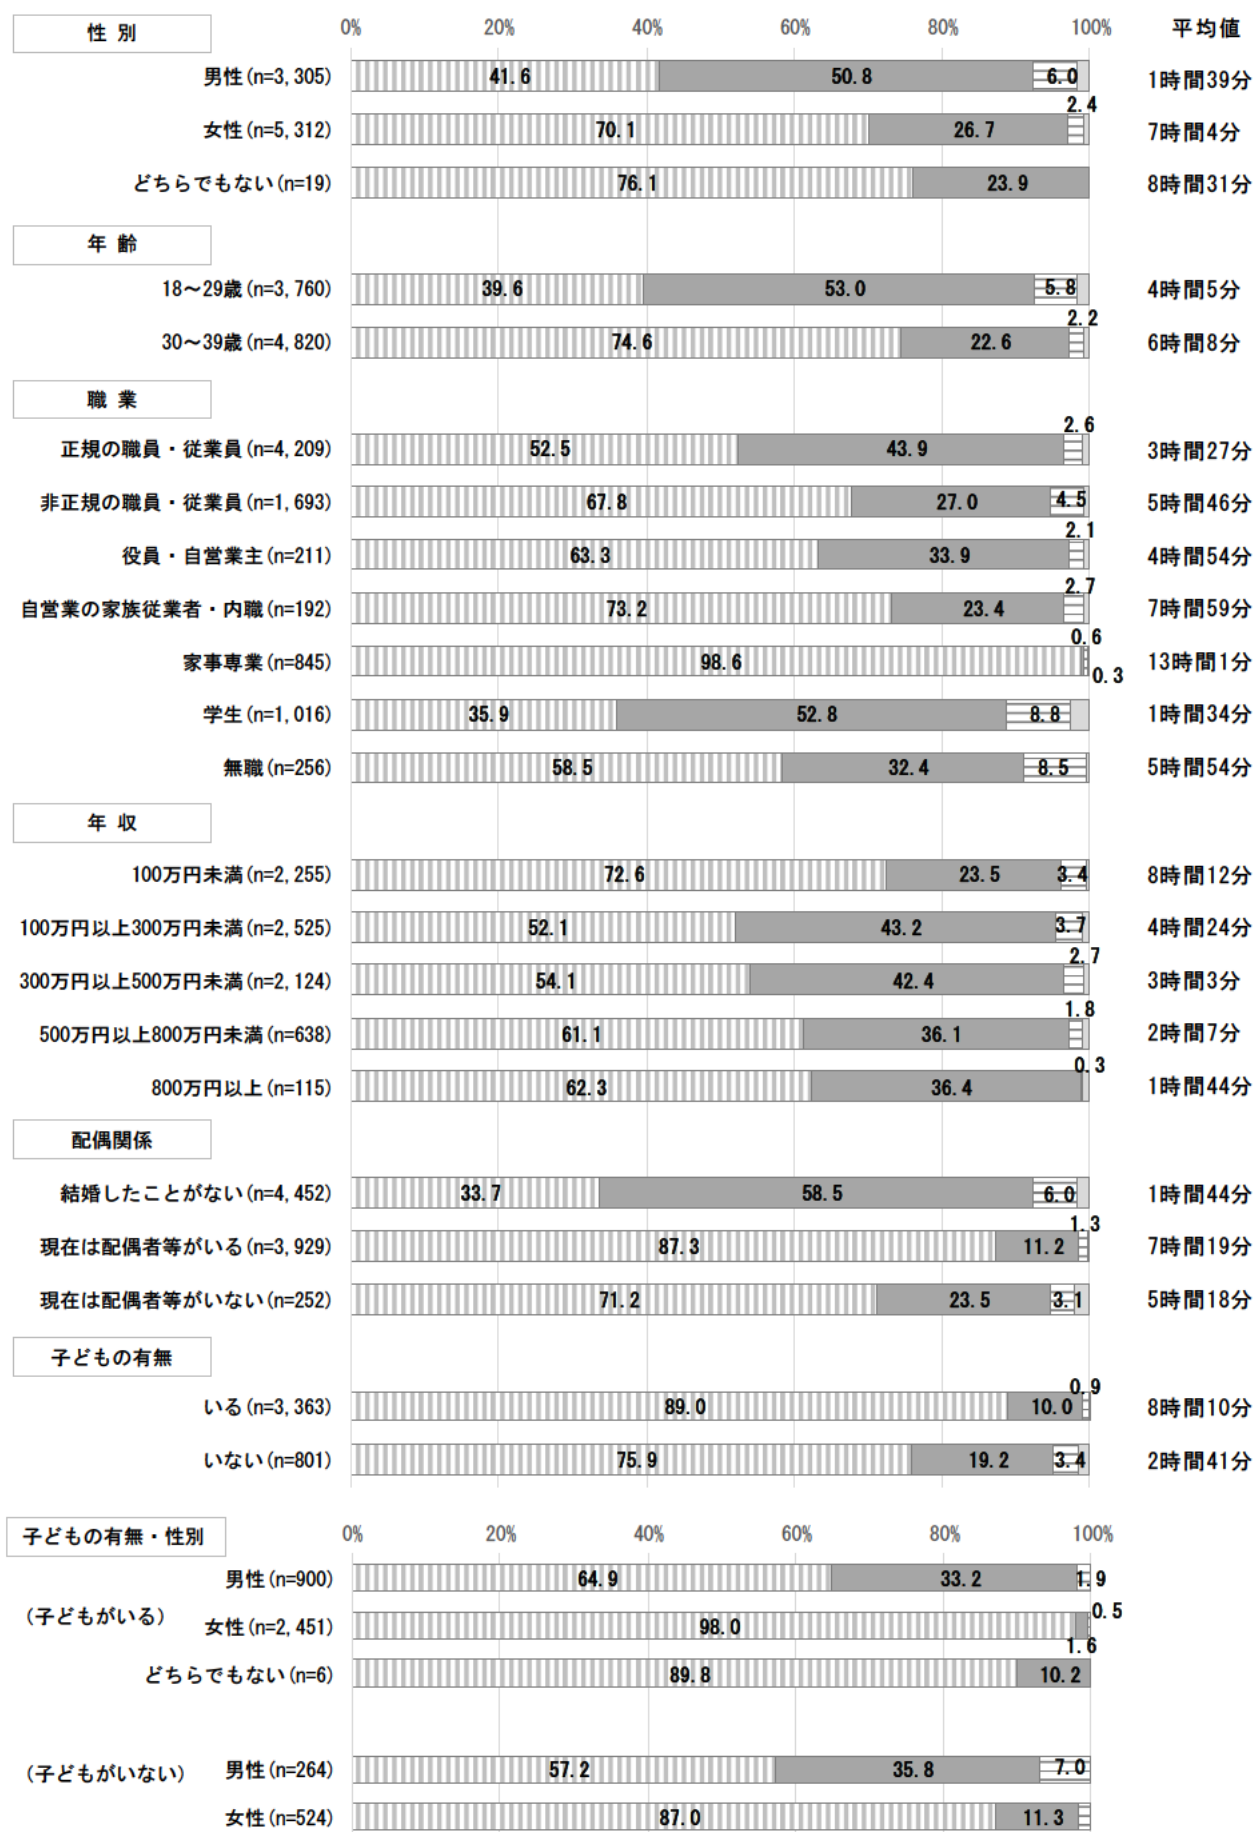 性 別 0% 20% 40% 60% 80% 100% 平均値
男性(n=3,305) 41.6 50.8 6.0 1時間39分
女性(n=5,312) 70.1 26.7 2.4 7時間4分
どちらでもない(n=19) 76.1 23.9 8時間31分
年 齢
18～29歳(n=3,760) 39.6 53.0 5.8 4時間5分
30～39歳(n=4,820) 74.6 22.6 2.2 6時間8分
職 業
正規の職員・従業員(n=4,209) 52.5 43.9 2.6 3時間27分
非正規の職員・従業員(n=1,693) 67.8 27.0 4.5 5時間46分
役員・自営業主(n=211) 63.3 33.9 2.1 4時間54分
自営業の家族従業者・内職(n=192) 73.2 23.4 2.7 7時間59分
家事専業(n=845) 98.6 0.6 0.3 13時間1分
学生(n=1,016) 35.9 52.8 8.8 1時間34分
無職(n=256) 58.5 32.4 8.5 5時間54分
年 収
100万円未満(n=2,255) 72.6 23.5 3.4 8時間12分
100万円以上300万円未満(n=2,525) 52.1 43.2 3.7 4時間24分
300万円以上500万円未満(n=2,124) 54.1 42.4 2.7 3時間3分
500万円以上800万円未満(n=638) 61.1 36.1 1.8 2時間7分
800万円以上(n=115) 62.3 36.4 0.3 1時間44分
配偶関係
結婚したことがない(n=4,452) 33.7 58.5 6.0 1時間44分
現在は配偶者等がいる(n=3,929) 87.3 11.2 1.3 7時間19分
現在は配偶者等がいない(n=252) 71.2 23.5 3.1 5時間18分
子どもの有無
いる(n=3,363) 89.0 10.0 0.9 8時間10分
いない(n=801) 75.9 19.2 3.4 2時間41分
子どもの有無・性別 0% 20% 40% 60% 80% 100%
男性(n=900) 64.9 33.2 1.9
(子どもがいる) 女性(n=2,451) 98.0 1.6 0.5
どちらでもない(n=6) 89.8 10.2
(子どもがいない) 男性(n=264) 57.2 35.8 7.0
女性(n=524) 87.0 11.3